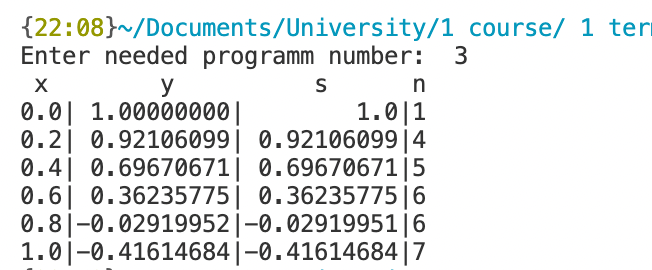 {22:08}~/Documents/University/1 course/ 1 ter
Enter needed programm number:  3
 x        y          s      n
0.0| 1.00000000|        1.0|1
0.2| 0.92106099| 0.92106099|4
0.4| 0.69670671| 0.69670671|5
0.6| 0.36235775| 0.36235775|6
0.8|-0.02919952|-0.02919951|6
1.0|-0.41614684|-0.41614684|7